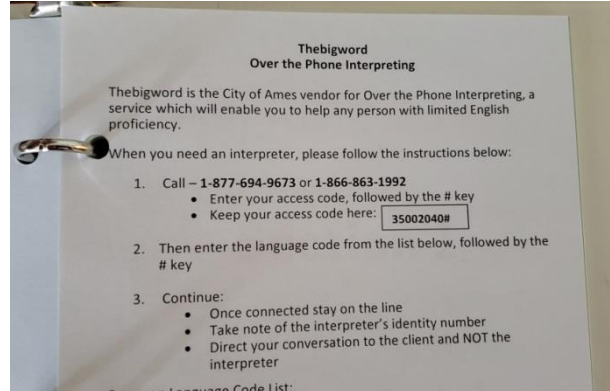 Thebigword
Over the Phone Interpreting
Thebigword is the City of Ames vendor for Over the Phone Interpreting, a
service which will enable you to help any person with limited English
proficiency.
When you need an interpreter, please follow the instructions below:
1. Call – 1-877-694-9673 or 1-866-863-1992
• Enter your access code, followed by the # key
• Keep your access code here: 35002040#
2. Then enter the language code from the list below, followed by the
# key
3. Continue:
• Once connected stay on the line
• Take note of the interpreter's identity number
• Direct your conversation to the client and NOT the
interpreter
Language Code List: